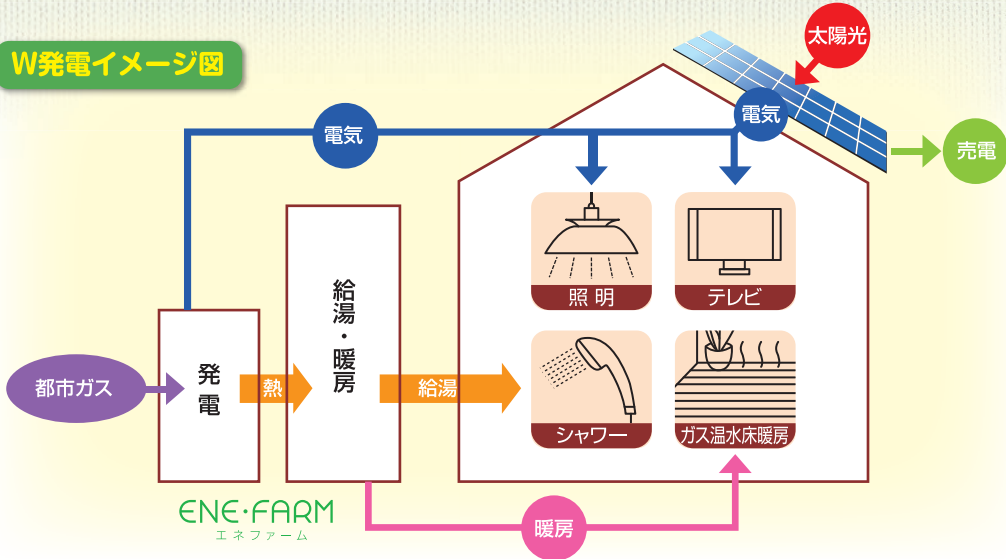 W発電イメージ図
太陽光
電気
電気
売電
照明
テレビ
給湯・暖房
発電
都市ガス
熱
給湯
シャワー
ガス温水床暖房
ENE・FARM
エネファーム
暖房